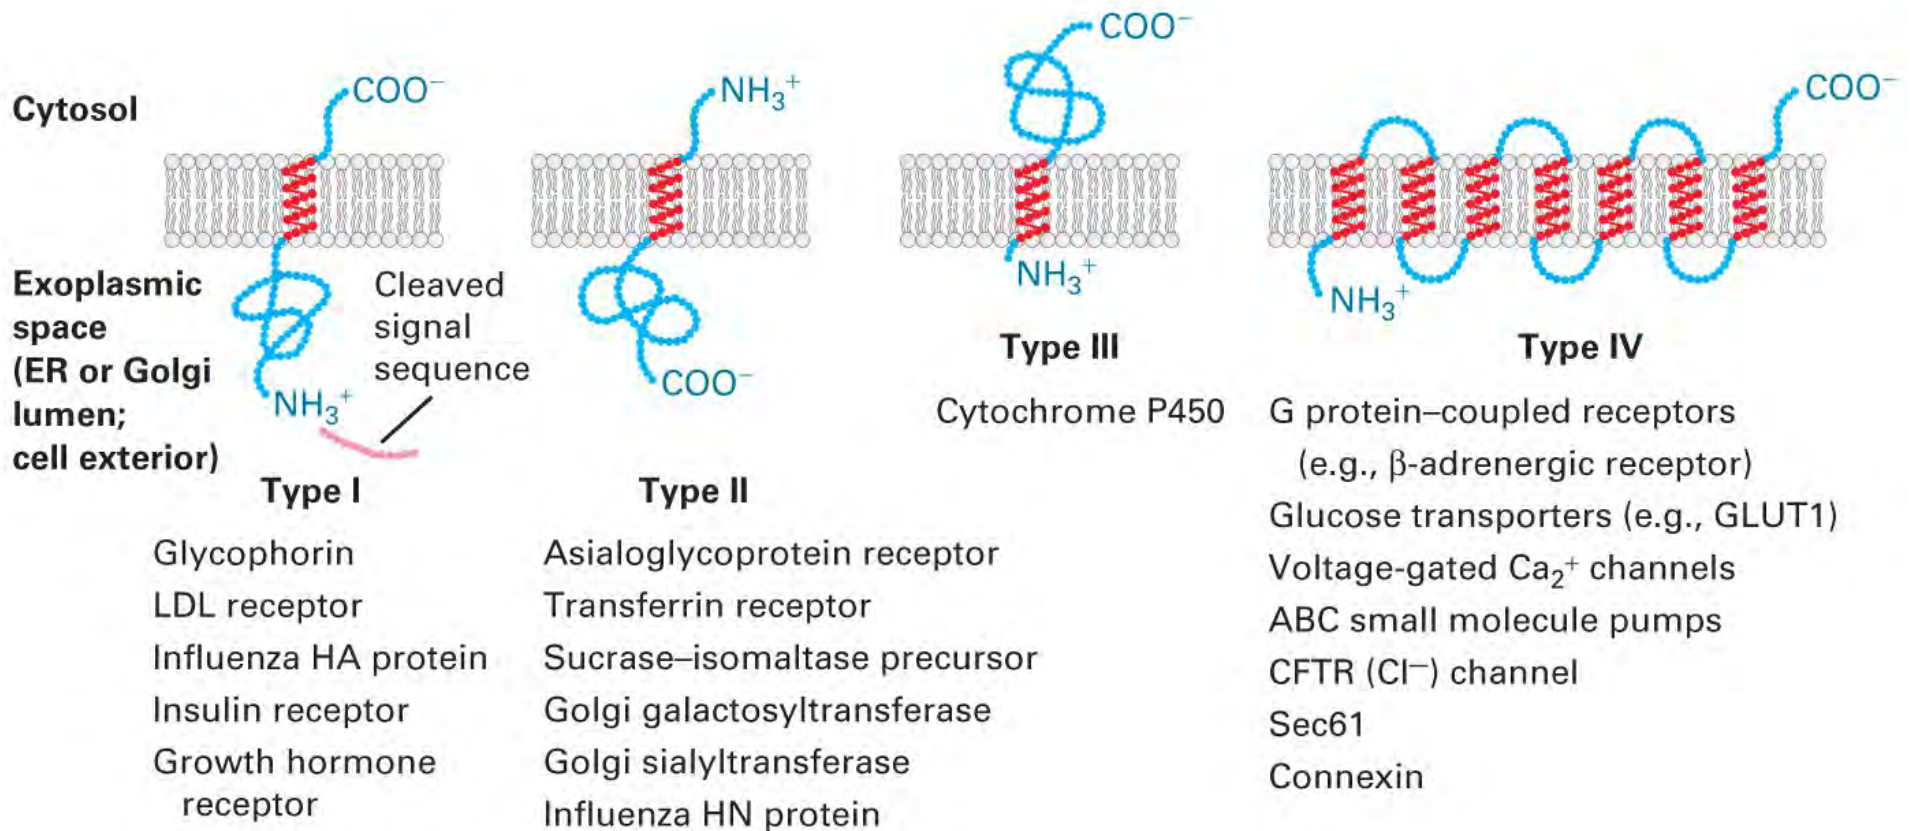 Cytosol
Exoplasmic
space
(ER or Golgi
lumen;
cell exterior)
COO⁻
Cleaved
signal
sequence
NH₃⁺
Type I
Glycophorin
LDL receptor
Influenza HA protein
Insulin receptor
Growth hormone
receptor
NH₃⁺
COO⁻
Type II
Asialoglycoprotein receptor
Transferrin receptor
Sucrase–isomaltase precursor
Golgi galactosyltransferase
Golgi sialyltransferase
Influenza HN protein
COO⁻
NH₃⁺
Type III
Cytochrome P450
COO⁻
NH₃⁺
Type IV
G protein–coupled receptors
(e.g., β-adrenergic receptor)
Glucose transporters (e.g., GLUT1)
Voltage-gated Ca₂⁺ channels
ABC small molecule pumps
CFTR (Cl⁻) channel
Sec61
Connexin